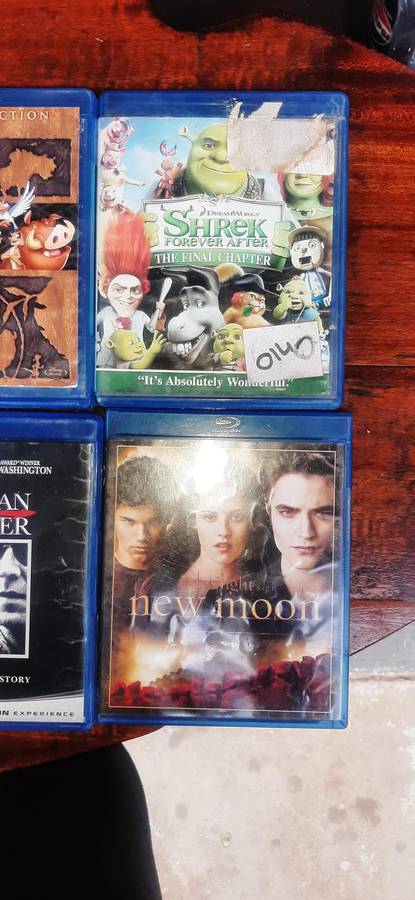 CTION
DREAMWORKS
SHREK
FOREVER AFTER
THE FINAL CHAPTER
0140
"It's Absolutely Wonderful."
AWARD® WINNER
WASHINGTON
AN
ER
STORY
N EXPERIENCE
saga
new moon